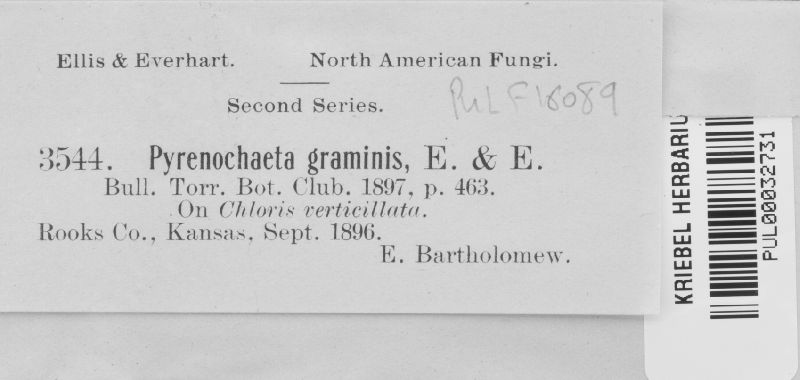 Ellis & Everhart. North American Fungi.
Second Series.
PUL F18089
3544. Pyrenochaeta graminis, E. & E.
Bull. Torr. Bot. Club. 1897, p. 463.
On Chloris verticillata.
Rooks Co., Kansas, Sept. 1896.
E. Bartholomew.
KRIEBEL HERBARIU
PUL00032731